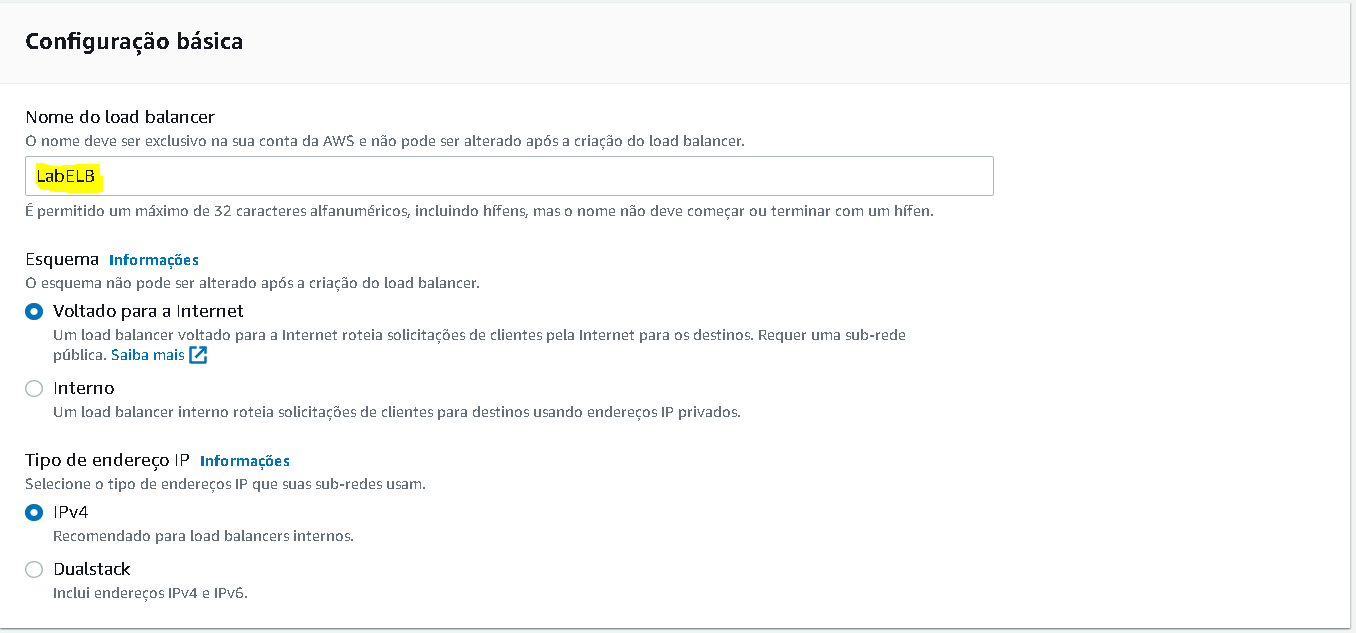 Configuração básica
Nome do load balancer
O nome deve ser exclusivo na sua conta da AWS e não pode ser alterado após a criação do load balancer.
LabELB
É permitido um máximo de 32 caracteres alfanuméricos, incluindo hífens, mas o nome não deve começar ou terminar com um hífen.
Esquema Informações
O esquema não pode ser alterado após a criação do load balancer.
Voltado para a Internet
Um load balancer voltado para a Internet roteia solicitações de clientes pela Internet para os destinos. Requer uma sub-rede
pública. Saiba mais
Interno
Um load balancer interno roteia solicitações de clientes para destinos usando endereços IP privados.
Tipo de endereço IP Informações
Selecione o tipo de endereços IP que suas sub-redes usam.
IPv4
Recomendado para load balancers internos.
Dualstack
Inclui endereços IPv4 e IPv6.